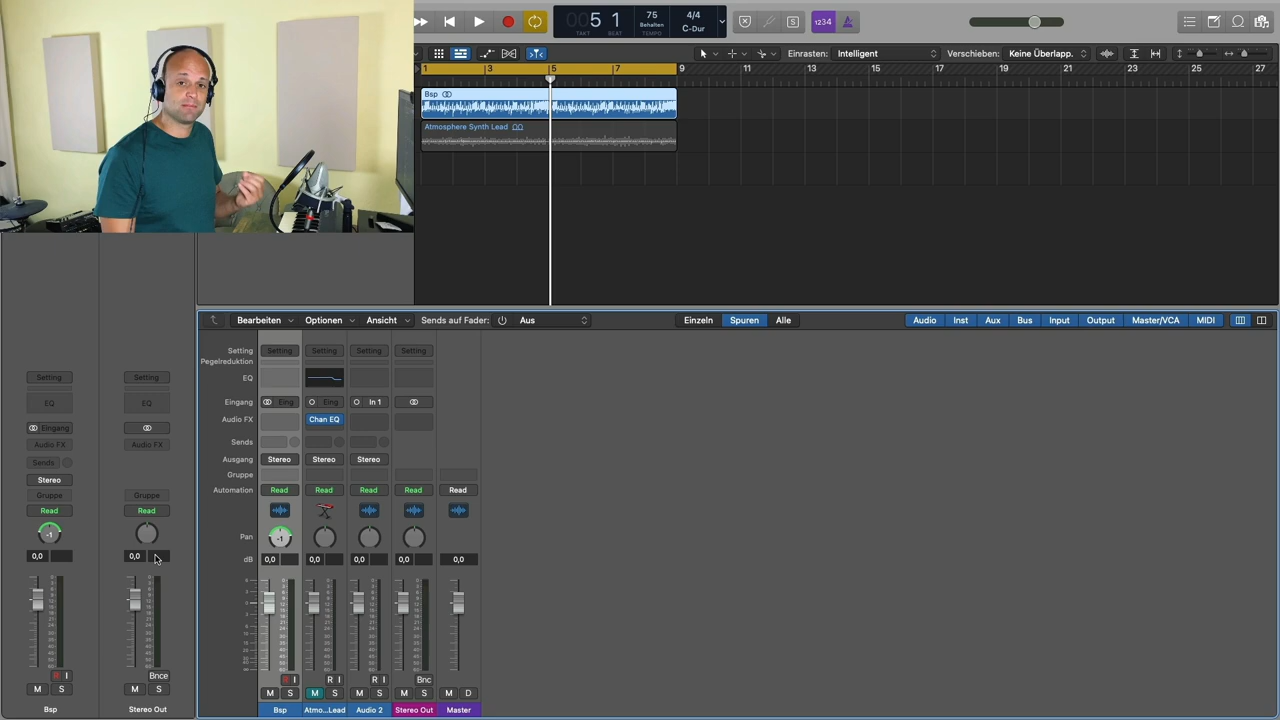 5 1
TAKT BEAT
75
Behalten
TEMPO
4/4
C-Dur
S
1234
Einrasten: Intelligent
Verschieben: Keine Überlapp.
1 3 5 7 9 11 13 15 17 19 21 23 25 27
Bsp
Atmosphere Synth Lead
Bearbeiten Optionen Ansicht Sends auf Fader: Aus
Einzeln Spuren Alle
Audio Inst Aux Bus Input Output Master/VCA MIDI
Setting Setting Setting Setting Setting
Pegelreduktion
EQ
Eingang Eing Eing In 1
Audio FX Chan EQ
Sends
Ausgang Stereo Stereo Stereo
Gruppe
Automation Read Read Read Read Read
Pan -1
dB 0,0 0,0 0,0 0,0 0,0
R I R I R I Bnc
M S M S M S M S M D
Bsp Atmo...Lead Audio 2 Stereo Out Master
Setting Setting
EQ EQ
Eingang
Audio FX Audio FX
Sends
Stereo
Gruppe Gruppe
Read Read
-1
0,0 0,0
R I Bnce
M S M S
Bsp Stereo Out